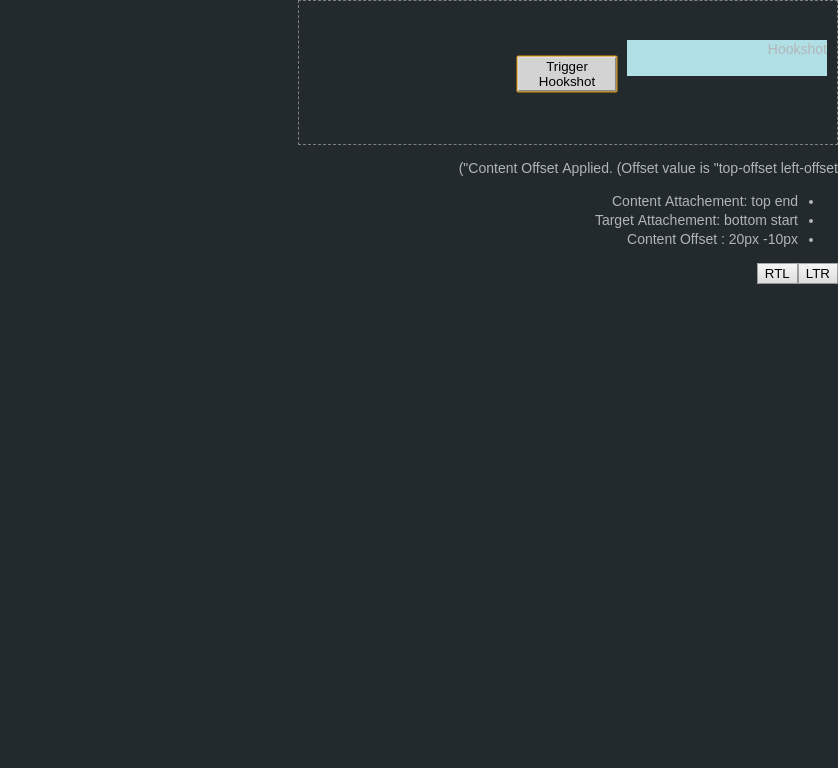 Hookshot
Trigger
Hookshot
("Content Offset Applied. (Offset value is "top-offset left-offset
Content Attachement: top end
Target Attachement: bottom start
Content Offset : 20px -10px
RTL LTR